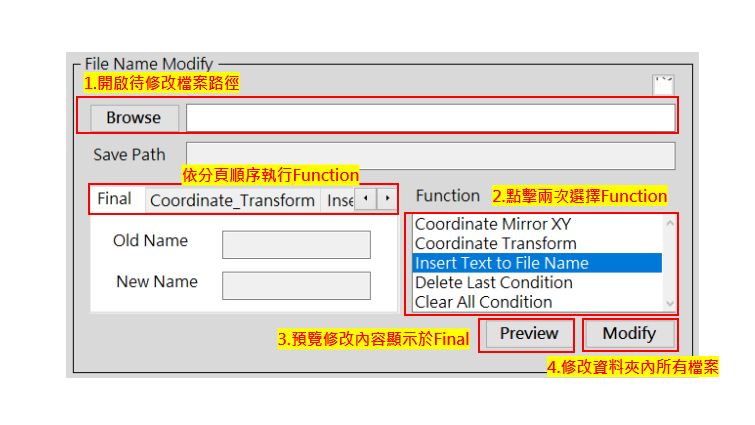 File Name Modify
1.開啟待修改檔案路徑
Browse
Save Path
依分頁順序執行Function
Final Coordinate_Transform Inse
Function 2.點擊兩次選擇Function
Old Name
New Name
Coordinate Mirror XY
Coordinate Transform
Insert Text to File Name
Delete Last Condition
Clear All Condition
3.預覽修改內容顯示於Final
Preview
Modify
4.修改資料夾內所有檔案